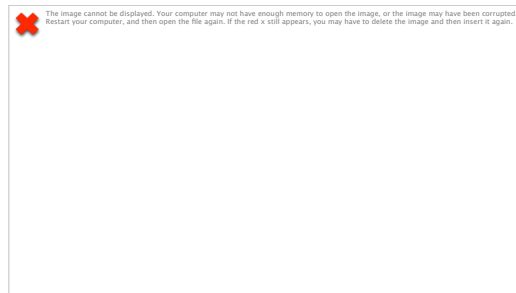 The image cannot be displayed. Your computer may not have enough memory to open the image, or the image may have been corrupted.
Restart your computer, and then open the file again. If the red x still appears, you may have to delete the image and then insert it again.